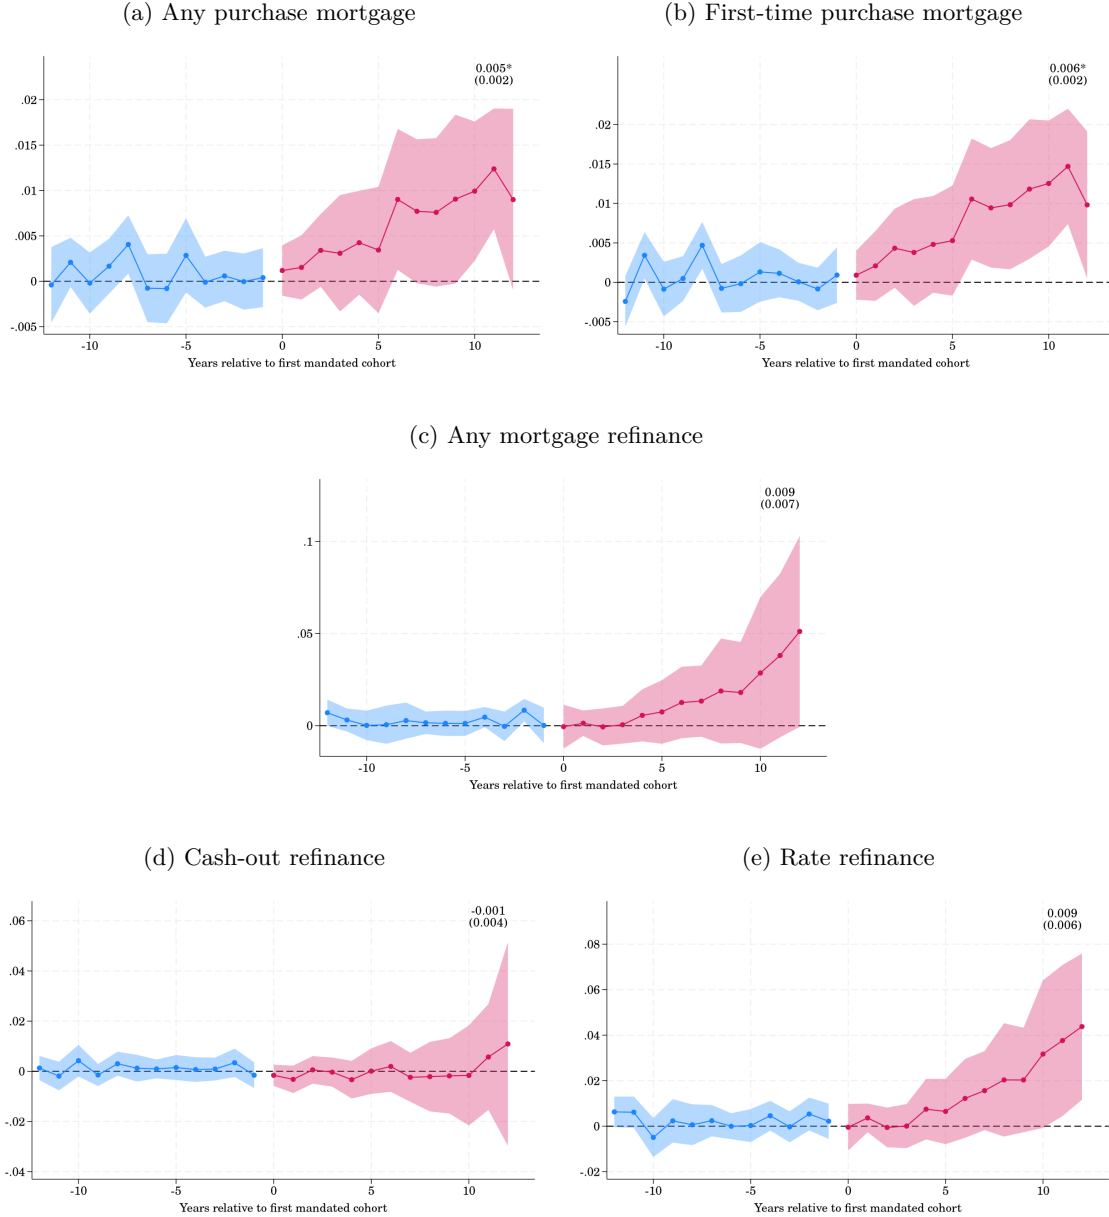 (a) Any purchase mortgage
0.005*
(0.002)
.02
.015
.01
.005
0
-.005
-10 -5 0 5 10
Years relative to first mandated cohort
(b) First-time purchase mortgage
0.006*
(0.002)
.02
.015
.01
.005
0
-.005
-10 -5 0 5 10
Years relative to first mandated cohort
(c) Any mortgage refinance
0.009
(0.007)
.1
.05
0
-10 -5 0 5 10
Years relative to first mandated cohort
(d) Cash-out refinance
-0.001
(0.004)
.06
.04
.02
0
-.02
-.04
-10 -5 0 5 10
Years relative to first mandated cohort
(e) Rate refinance
0.009
(0.006)
.08
.06
.04
.02
0
-.02
-10 -5 0 5 10
Years relative to first mandated cohort